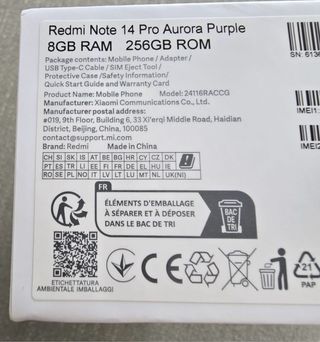 Redmi Note 14 Pro Aurora Purple
8GB RAM 256GB ROM
Package contents: Mobile Phone / Adapter /
USB Type-C Cable / SIM Eject Tool /
Protective Case /Safety Information/
Quick Start Guide and Warranty Card
Product Name: Mobile Phone Model: 24116RACCG
Manufacturer: Xiaomi Communications Co., Ltd.
Manufacturer postal address:
#019, 9th Floor, Building 6, 33 Xi'erqi Middle Road, Haidian
District, Beijing, China, 100085
contact@support.mi.com
Brand: Redmi Made in China
CH SI SK IS AT BE BG HR CY CZ DK
PT ES TR LI EE FI FR DE EL HU IE
RO SE PL NO IT LV LT LU MT NL UK(NI)
FR
ÉLÉMENTS D'EMBALLAGE
À SÉPARER ET À DÉPOSER
DANS LE BAC DE TRI
BAC
DE
TRI
ETICHETTATURA
AMBIENTALE IMBALLAGGI
CE
21
PAP
SN: 6136
IMEI1:
IMEI2